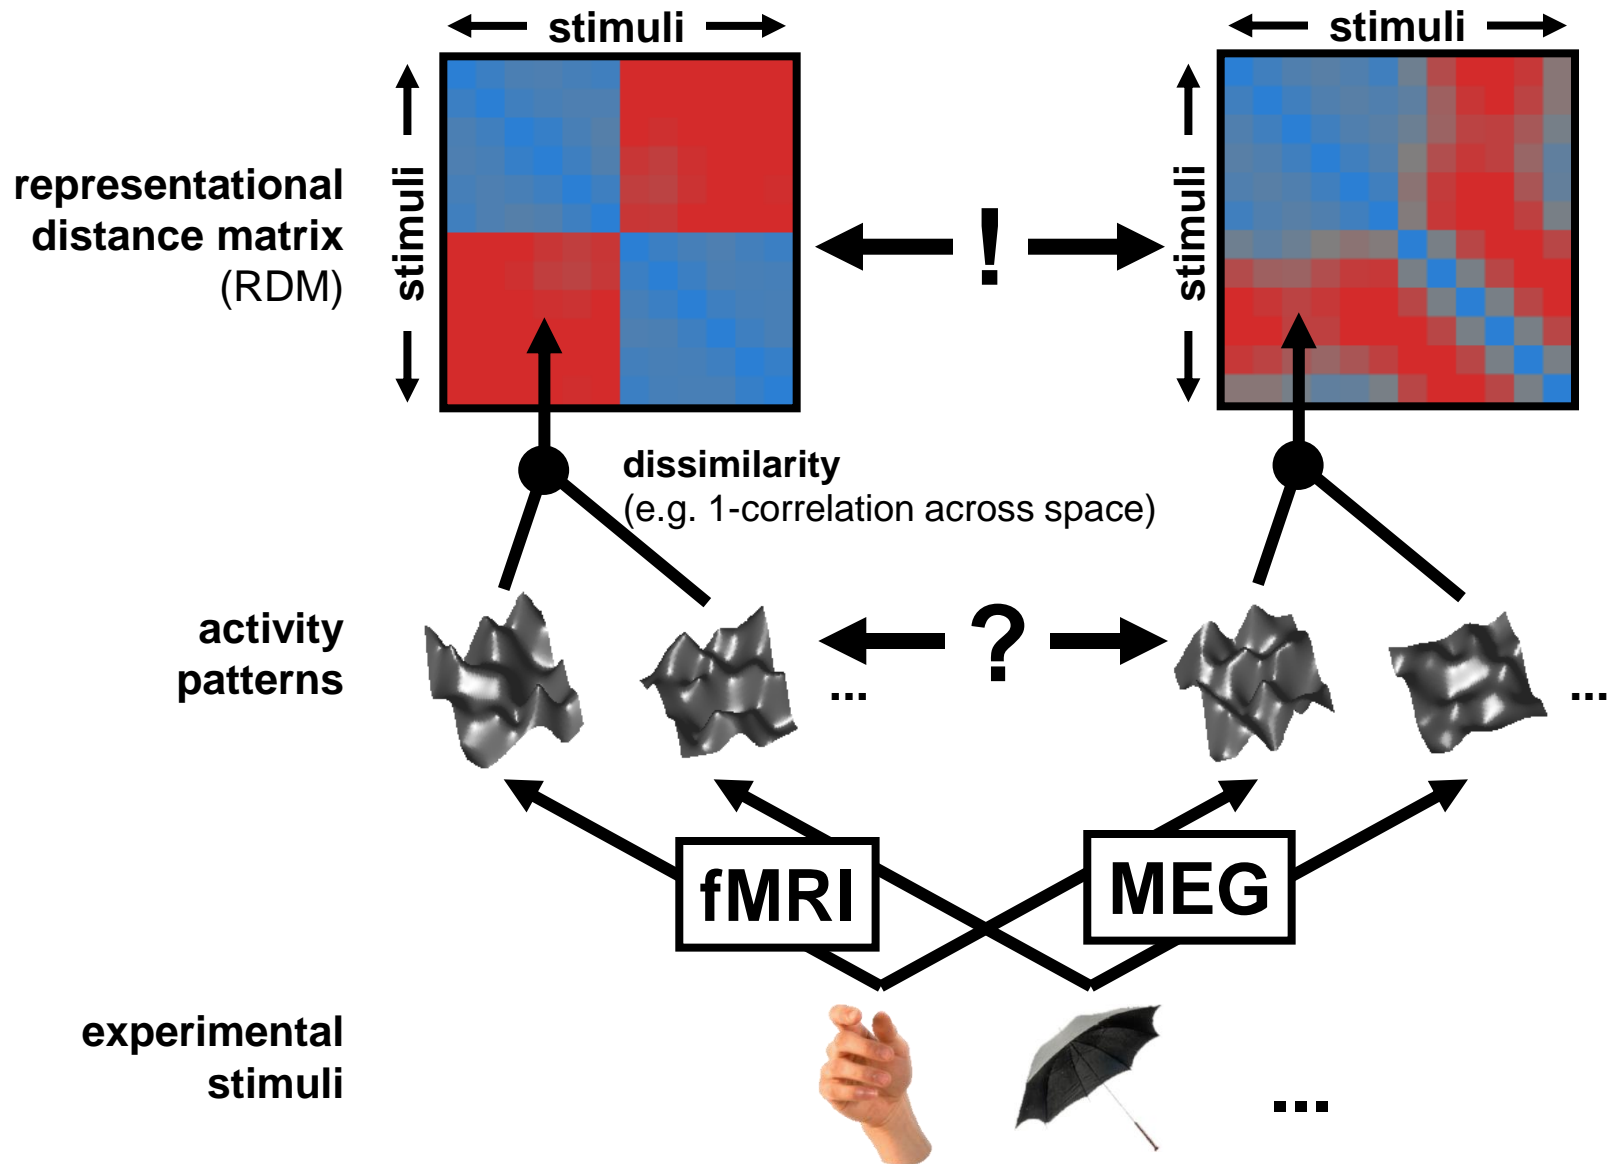 stimuli
stimuli
stimuli
stimuli
representational
distance matrix
(RDM)
!
dissimilarity
(e.g. 1-correlation across space)
activity
patterns
...
?
...
fMRI
MEG
experimental
stimuli
...